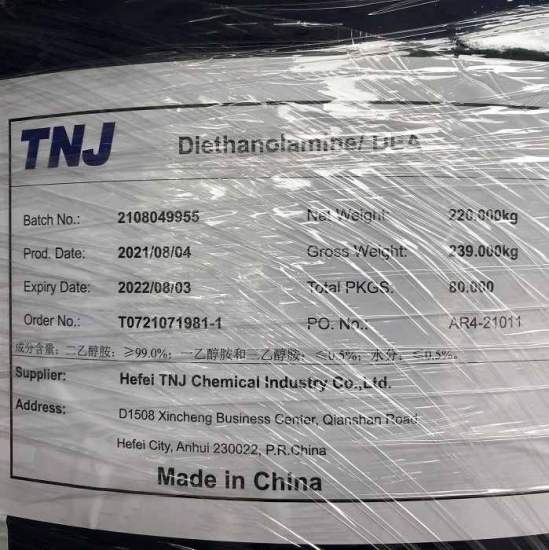 TNJ Diethanolamine/ DEA
Batch No.: 2108049955 Net Weight: 220.000kg
Prod. Date: 2021/08/04 Gross Weight: 239.000kg
Expiry Date: 2022/08/03 Total PKGS: 80.000
Order No.: T0721071981-1 PO. No.: AR4-21011
成分含量：二乙醇胺：≥99.0%；一乙醇胺和三乙醇胺：≤0.5%；水分：≤0.5%。
Supplier: Hefei TNJ Chemical Industry Co.,Ltd.
Address: D1508 Xincheng Business Center, Qianshan Road
Hefei City, Anhui 230022, P.R.China
Made in China